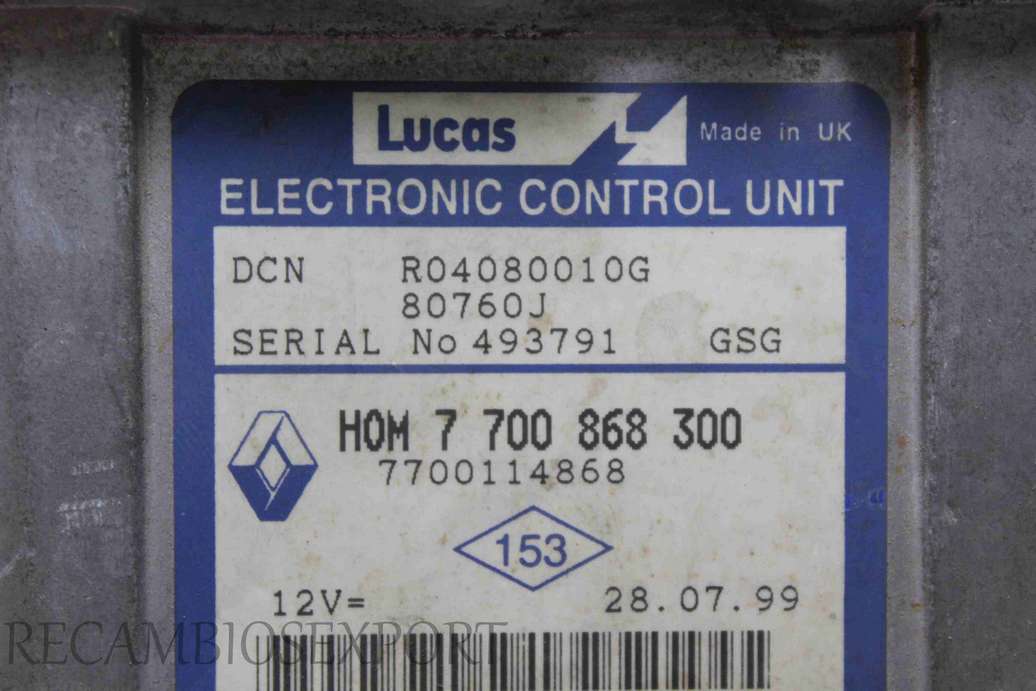 Lucas
Made in UK
ELECTRONIC CONTROL UNIT
DCN R04080010G
80760J
SERIAL No 493791 GSG
HOM 7 700 868 300
7700114868
153
12V= 28.07.99
RECAMBIOSEXPORT